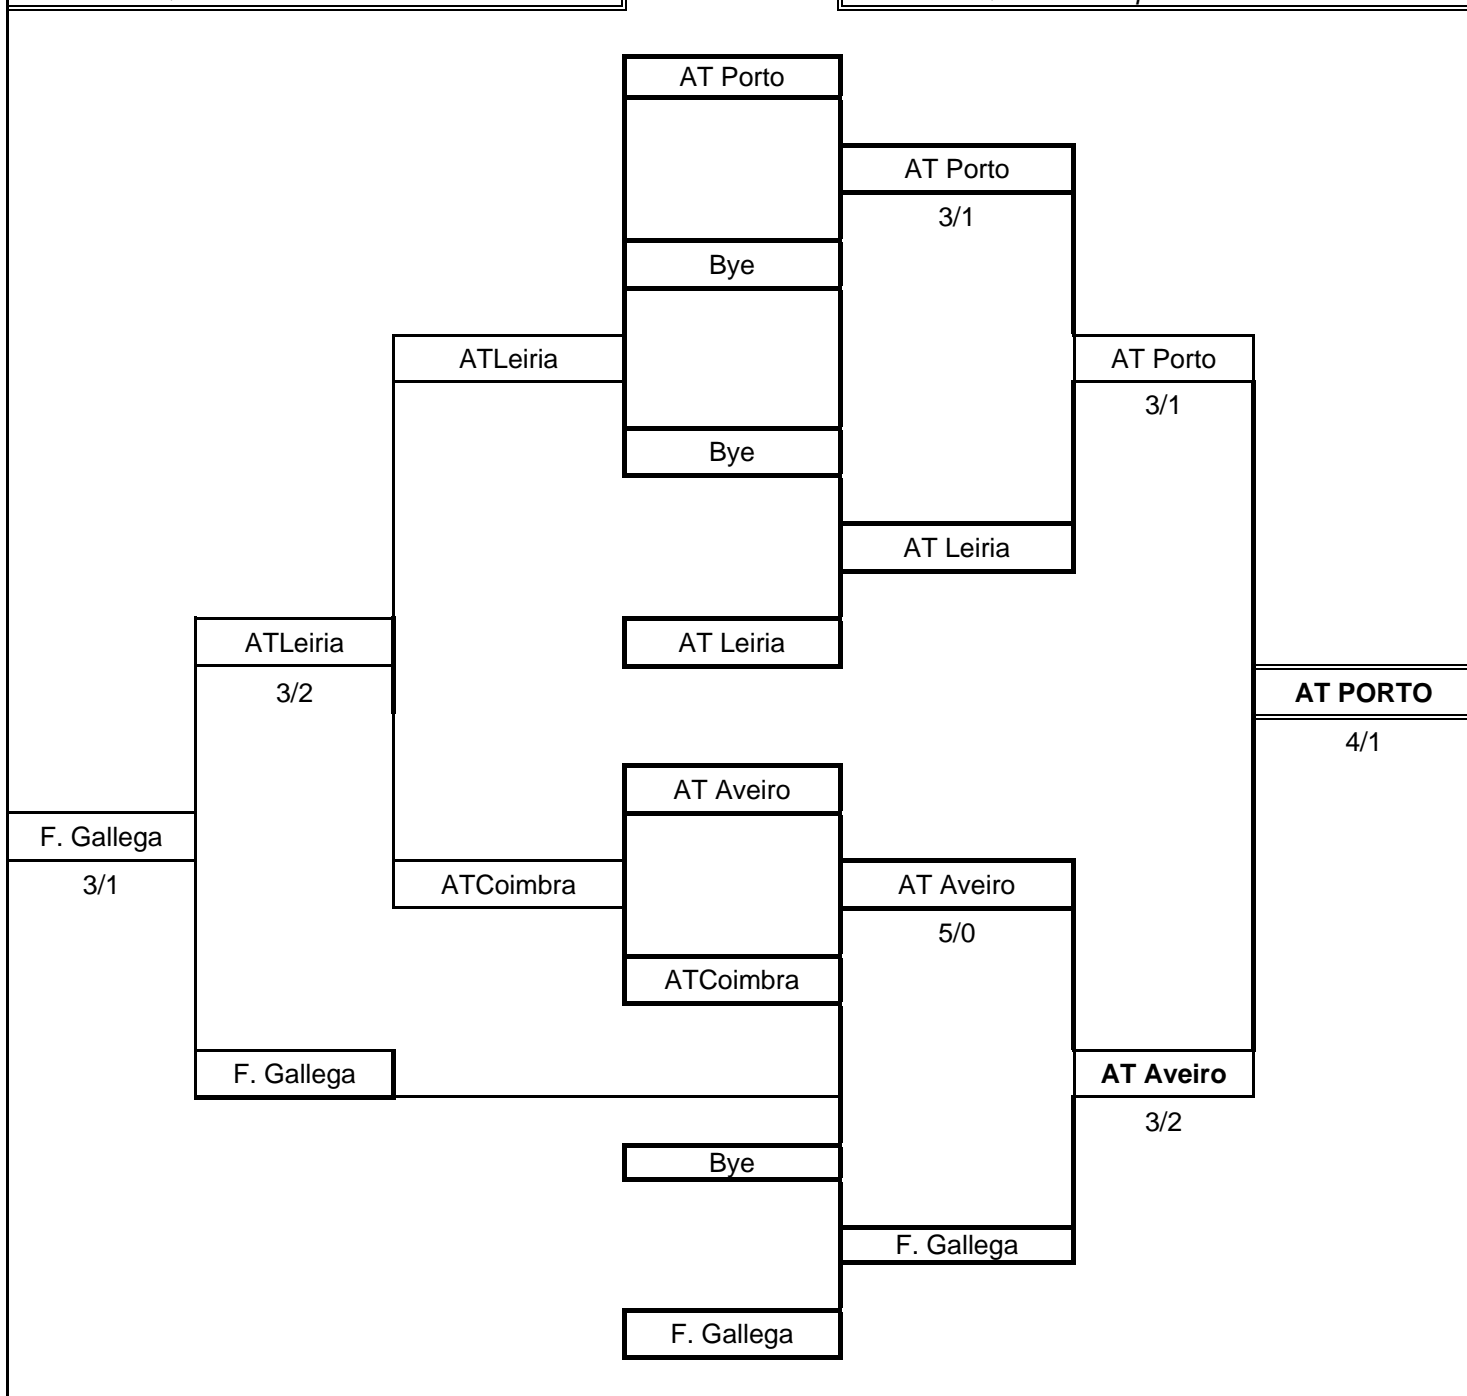 AT Porto
AT Porto
3/1
Bye
ATLeiria
AT Porto
3/1
Bye
AT Leiria
ATLeiria
AT Leiria
3/2
AT PORTO
4/1
AT Aveiro
F. Gallega
3/1
ATCoimbra
AT Aveiro
5/0
ATCoimbra
F. Gallega
AT Aveiro
3/2
Bye
F. Gallega
F. Gallega